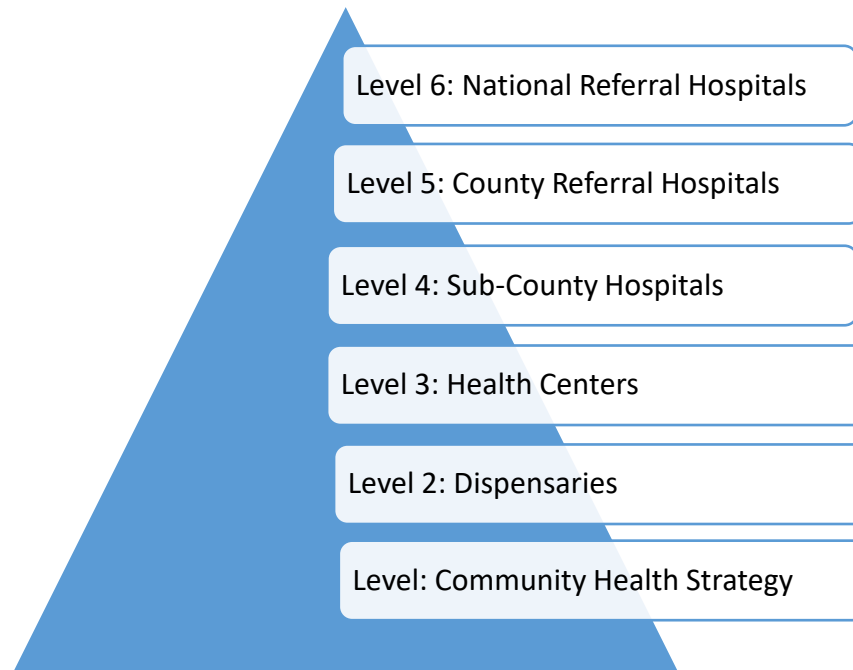 Level 6: National Referral Hospitals
Level 5: County Referral Hospitals
Level 4: Sub-County Hospitals
Level 3: Health Centers
Level 2: Dispensaries
Level: Community Health Strategy